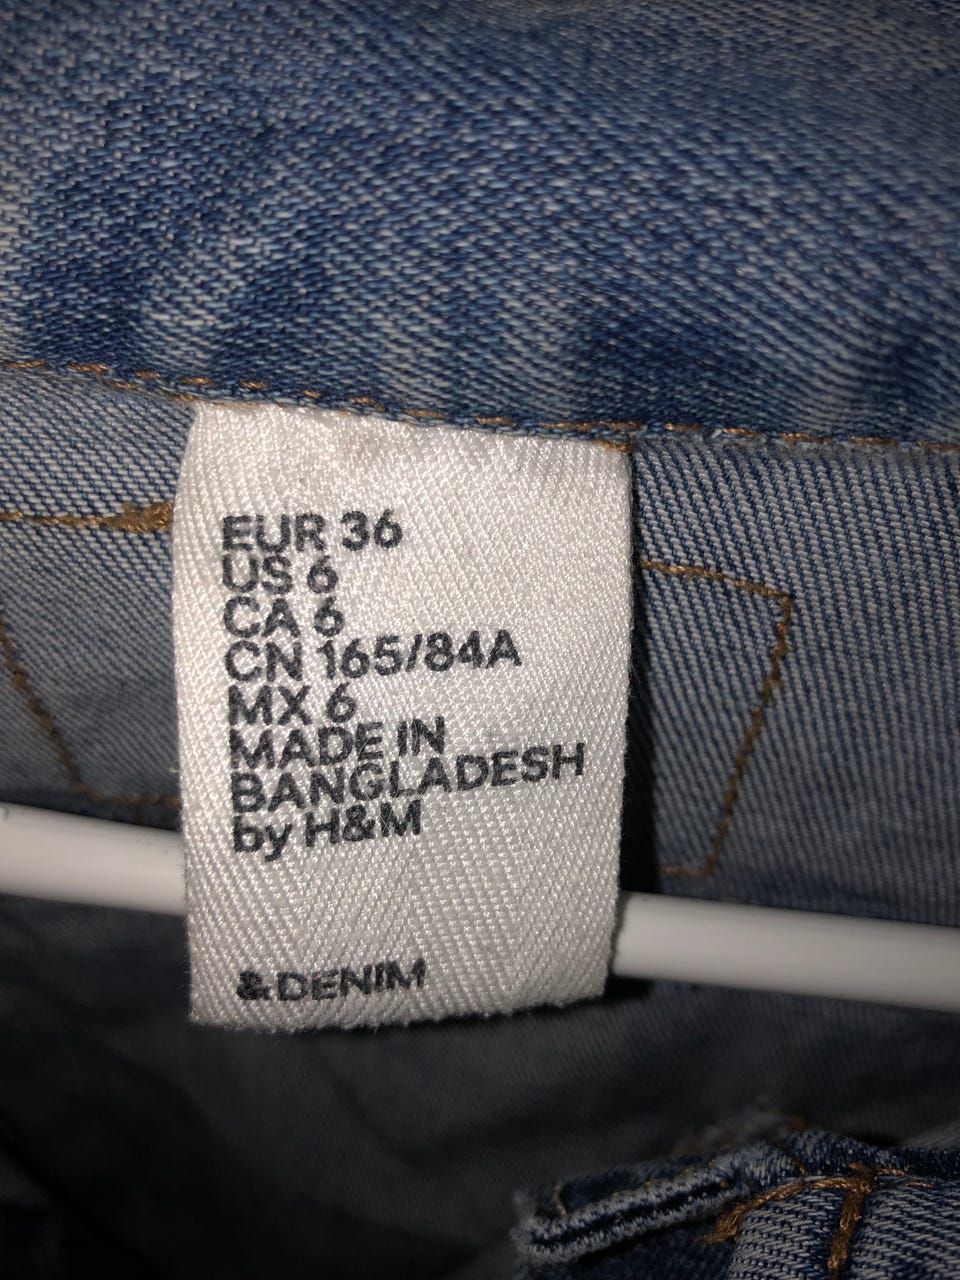 EUR 36
US 6
CA 6
CN 165/84A
MX 6
MADE IN
BANGLADESH
by H&M
&DENIM